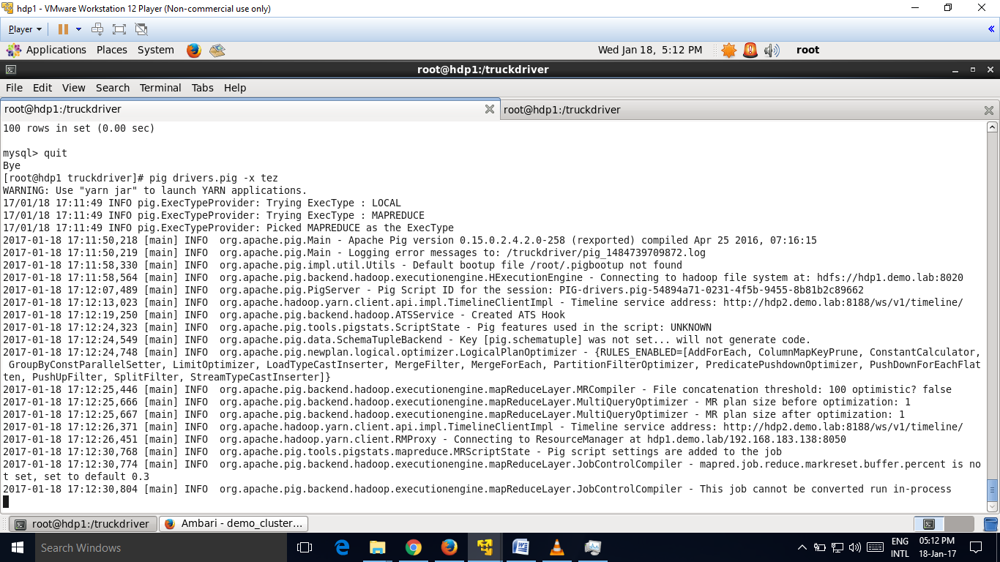 hdp1 - VMware Workstation 12 Player (Non-commercial use only)
Player
Applications Places System Wed Jan 18, 5:12 PM root
root@hdp1:/truckdriver
File Edit View Search Terminal Tabs Help
root@hdp1:/truckdriver root@hdp1:/truckdriver
100 rows in set (0.00 sec)
mysql> quit
Bye
[root@hdp1 truckdriver]# pig drivers.pig -x tez
WARNING: Use "yarn jar" to launch YARN applications.
17/01/18 17:11:49 INFO pig.ExecTypeProvider: Trying ExecType : LOCAL
17/01/18 17:11:49 INFO pig.ExecTypeProvider: Trying ExecType : MAPREDUCE
17/01/18 17:11:49 INFO pig.ExecTypeProvider: Picked MAPREDUCE as the ExecType
2017-01-18 17:11:50,218 [main] INFO  org.apache.pig.Main - Apache Pig version 0.15.0.2.4.2.0-258 (rexported) compiled Apr 25 2016, 07:16:15
2017-01-18 17:11:50,219 [main] INFO  org.apache.pig.Main - Logging error messages to: /truckdriver/pig_1484739709872.log
2017-01-18 17:11:58,330 [main] INFO  org.apache.pig.impl.util.Utils - Default bootup file /root/.pigbootup not found
2017-01-18 17:11:58,564 [main] INFO  org.apache.pig.backend.hadoop.executionengine.HExecutionEngine - Connecting to hadoop file system at: hdfs://hdp1.demo.lab:8020
2017-01-18 17:12:07,489 [main] INFO  org.apache.pig.PigServer - Pig Script ID for the session: PIG-drivers.pig-54894a71-0231-4f5b-9455-8b81b2c89662
2017-01-18 17:12:13,023 [main] INFO  org.apache.hadoop.yarn.client.api.impl.TimelineClientImpl - Timeline service address: http://hdp2.demo.lab:8188/ws/v1/timeline/
2017-01-18 17:12:19,250 [main] INFO  org.apache.pig.backend.hadoop.ATSService - Created ATS Hook
2017-01-18 17:12:24,323 [main] INFO  org.apache.pig.tools.pigstats.ScriptState - Pig features used in the script: UNKNOWN
2017-01-18 17:12:24,549 [main] INFO  org.apache.pig.data.SchemaTupleBackend - Key [pig.schematuple] was not set... will not generate code.
2017-01-18 17:12:24,748 [main] INFO  org.apache.pig.newplan.logical.optimizer.LogicalPlanOptimizer - {RULES_ENABLED=[AddForEach, ColumnMapKeyPrune, ConstantCalculator,
GroupByConstParallelSetter, LimitOptimizer, LoadTypeCastInserter, MergeFilter, MergeForEach, PartitionFilterOptimizer, PredicatePushdownOptimizer, PushDownForEachFlat
ten, PushUpFilter, SplitFilter, StreamTypeCastInserter]}
2017-01-18 17:12:25,446 [main] INFO  org.apache.pig.backend.hadoop.executionengine.mapReduceLayer.MRCompiler - File concatenation threshold: 100 optimistic? false
2017-01-18 17:12:25,666 [main] INFO  org.apache.pig.backend.hadoop.executionengine.mapReduceLayer.MultiQueryOptimizer - MR plan size before optimization: 1
2017-01-18 17:12:25,667 [main] INFO  org.apache.pig.backend.hadoop.executionengine.mapReduceLayer.MultiQueryOptimizer - MR plan size after optimization: 1
2017-01-18 17:12:26,371 [main] INFO  org.apache.hadoop.yarn.client.api.impl.TimelineClientImpl - Timeline service address: http://hdp2.demo.lab:8188/ws/v1/timeline/
2017-01-18 17:12:26,451 [main] INFO  org.apache.hadoop.yarn.client.RMProxy - Connecting to ResourceManager at hdp1.demo.lab/192.168.183.138:8050
2017-01-18 17:12:30,768 [main] INFO  org.apache.pig.tools.pigstats.mapreduce.MRScriptState - Pig script settings are added to the job
2017-01-18 17:12:30,774 [main] INFO  org.apache.pig.backend.hadoop.executionengine.mapReduceLayer.JobControlCompiler - mapred.job.reduce.markreset.buffer.percent is no
t set, set to default 0.3
2017-01-18 17:12:30,804 [main] INFO  org.apache.pig.backend.hadoop.executionengine.mapReduceLayer.JobControlCompiler - This job cannot be converted run in-process
root@hdp1:/truckdriver Ambari - demo_cluster...
Search Windows
ENG 05:12 PM
INTL 18-Jan-17